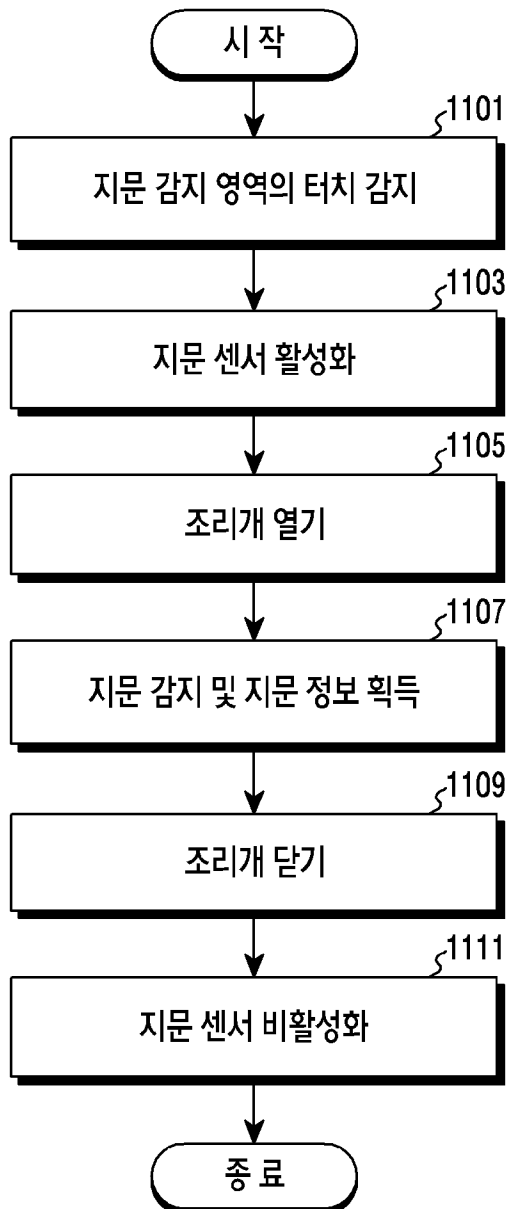 시 작
1101
지문 감지 영역의 터치 감지
1103
지문 센서 활성화
1105
조리개 열기
1107
지문 감지 및 지문 정보 획득
1109
조리개 닫기
1111
지문 센서 비활성화
종 료